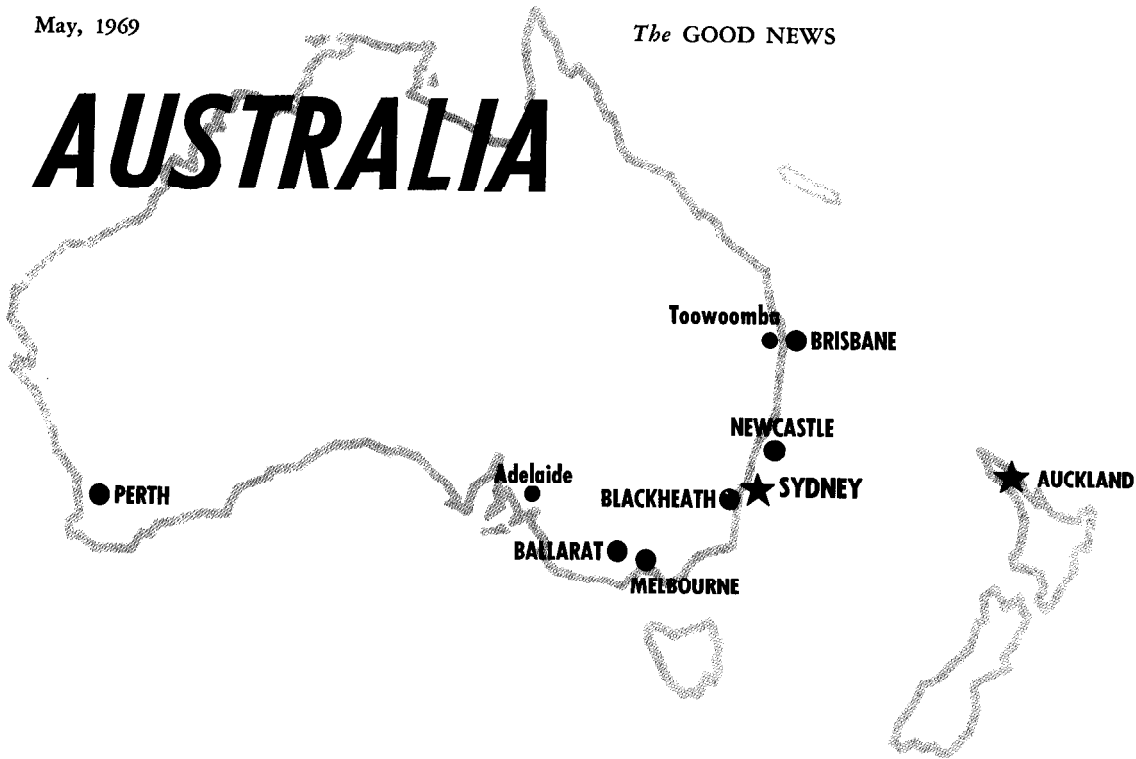 May, 1969
The GOOD NEWS
AUSTRALIA
Toowoomba
BRISBANE
NEWCASTLE
Adelaide
PERTH
BLACKHEATH
SYDNEY
AUCKLAND
BALLARAT
MELBOURNE